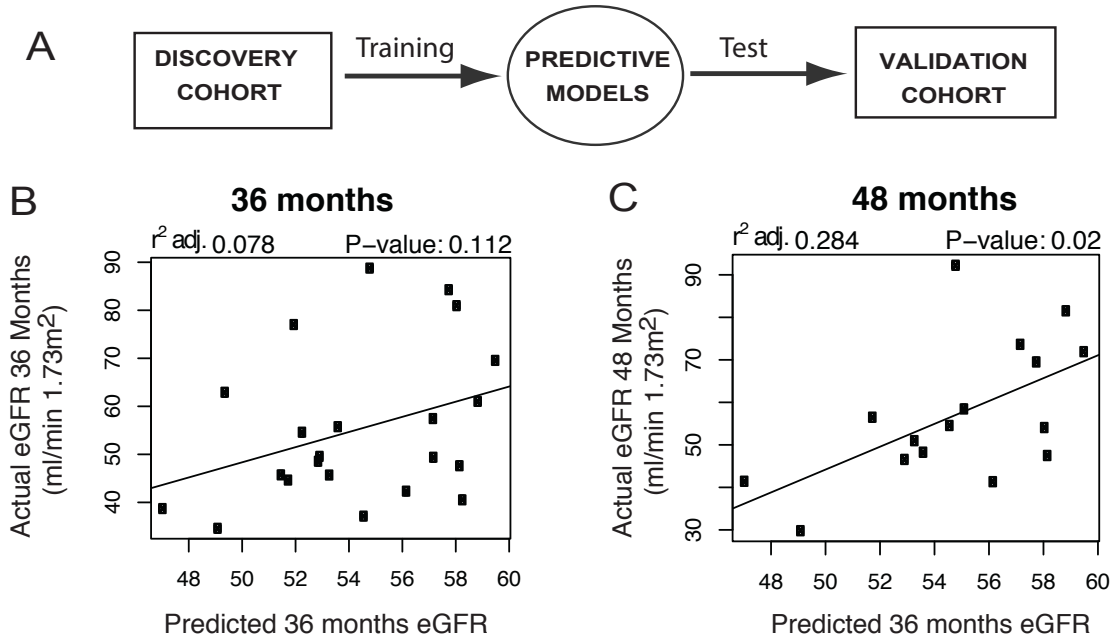 A
DISCOVERY
COHORT
Training
PREDICTIVE
MODELS
Test
VALIDATION
COHORT
B
36 months
r² adj. 0.078
P-value: 0.112
Actual eGFR 36 Months
(ml/min 1.73m²)
90
80
70
60
50
40
48
50
52
54
56
58
60
Predicted 36 months eGFR
C
48 months
r² adj. 0.284
P-value: 0.02
Actual eGFR 48 Months
(ml/min 1.73m²)
90
70
50
30
48
50
52
54
56
58
60
Predicted 36 months eGFR